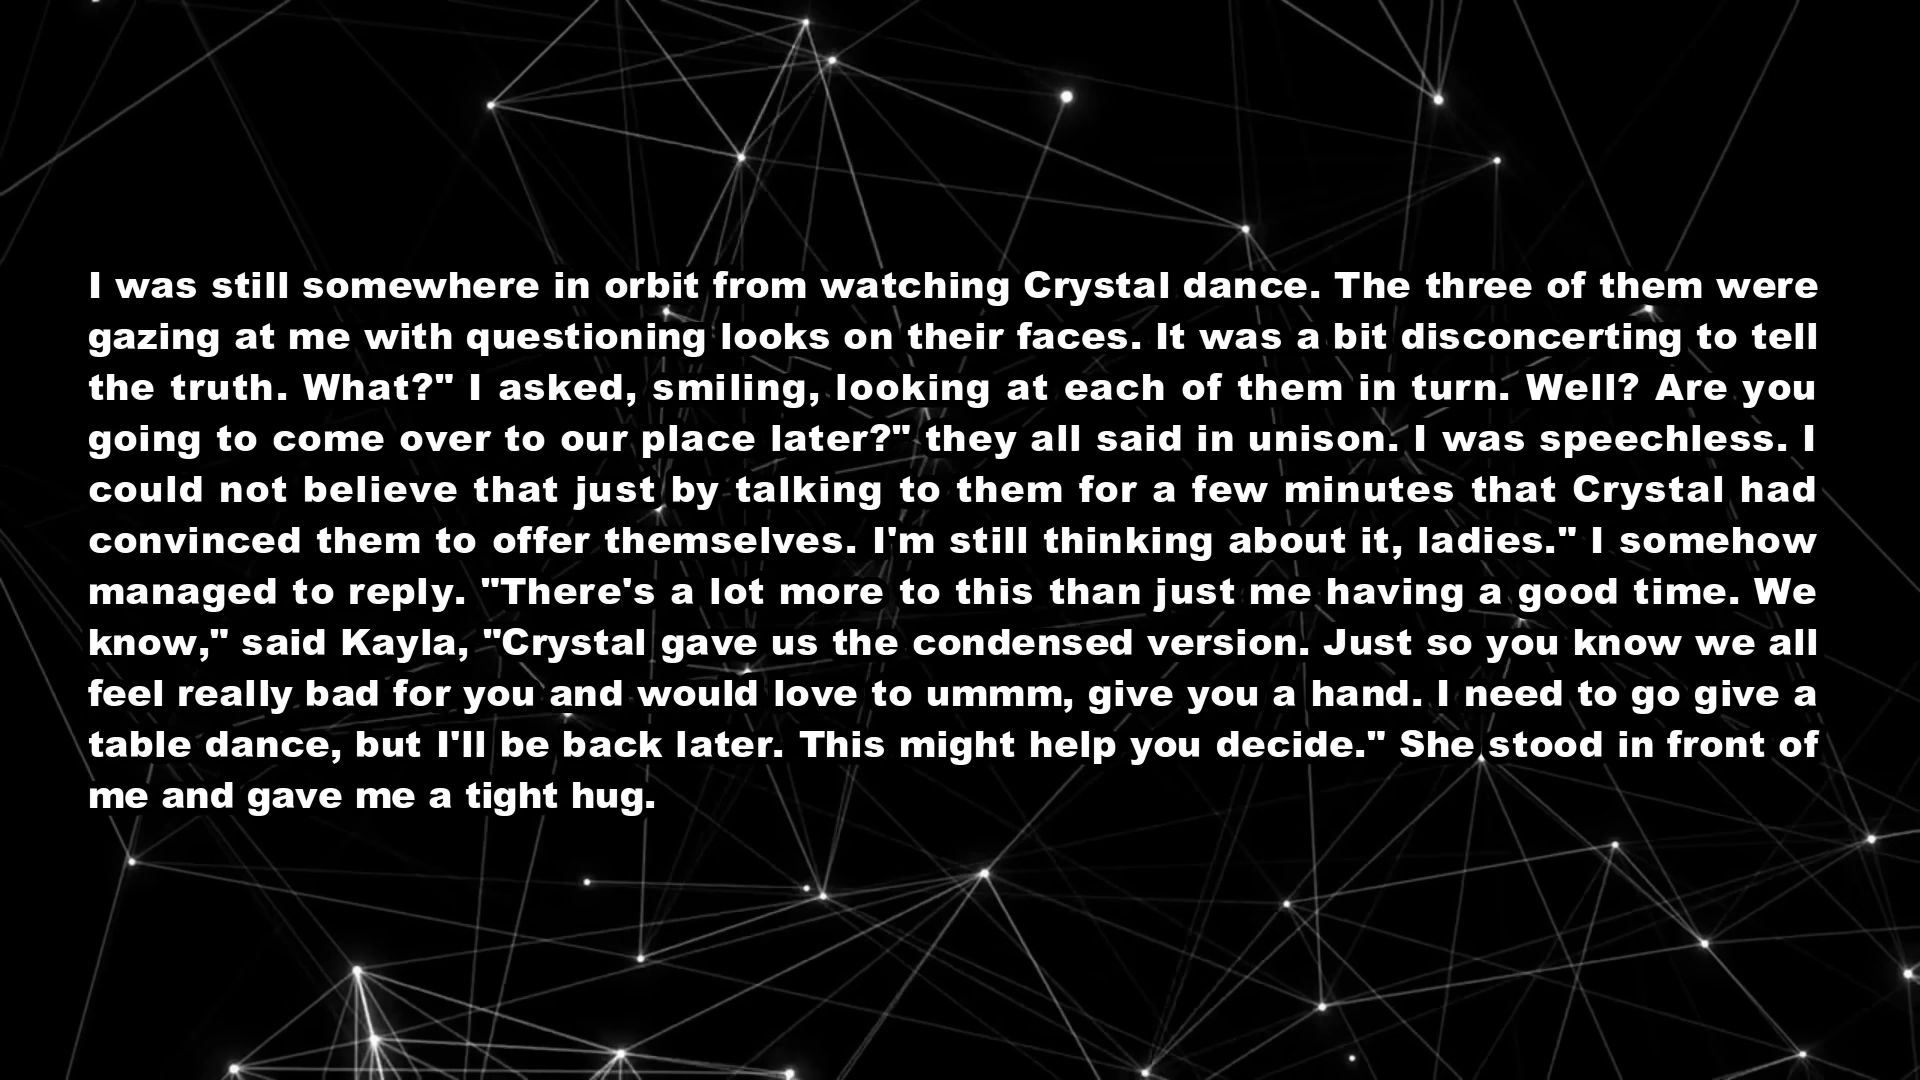 I was still somewhere in orbit from watching Crystal dance. The three of them were
gazing at me with questioning looks on their faces. It was a bit disconcerting to tell
the truth. What?" I asked, smiling, looking at each of them in turn. Well? Are you
going to come over to our place later?" they all said in unison. I was speechless. I
could not believe that just by talking to them for a few minutes that Crystal had
convinced them to offer themselves. I'm still thinking about it, ladies." I somehow
managed to reply. "There's a lot more to this than just me having a good time. We
know," said Kayla, "Crystal gave us the condensed version. Just so you know we all
feel really bad for you and would love to ummm, give you a hand. I need to go give a
table dance, but I'll be back later. This might help you decide." She stood in front of
me and gave me a tight hug.